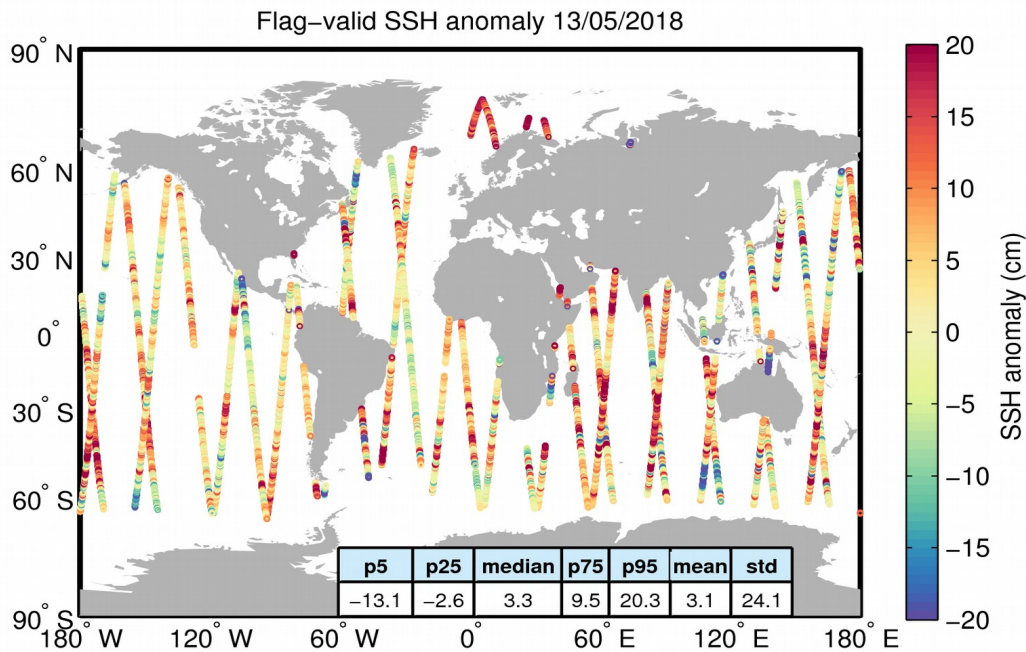 Flag−valid SSH anomaly 13/05/2018
90° N
60° N
30° N
0°
30° S
60° S
90° S
180° W
120° W
60° W
0°
60° E
120° E
180° E
p5 p25 median p75 p95 mean std
−13.1 −2.6 3.3 9.5 20.3 3.1 24.1
20
15
10
5
0
−5
−10
−15
−20
SSH anomaly (cm)